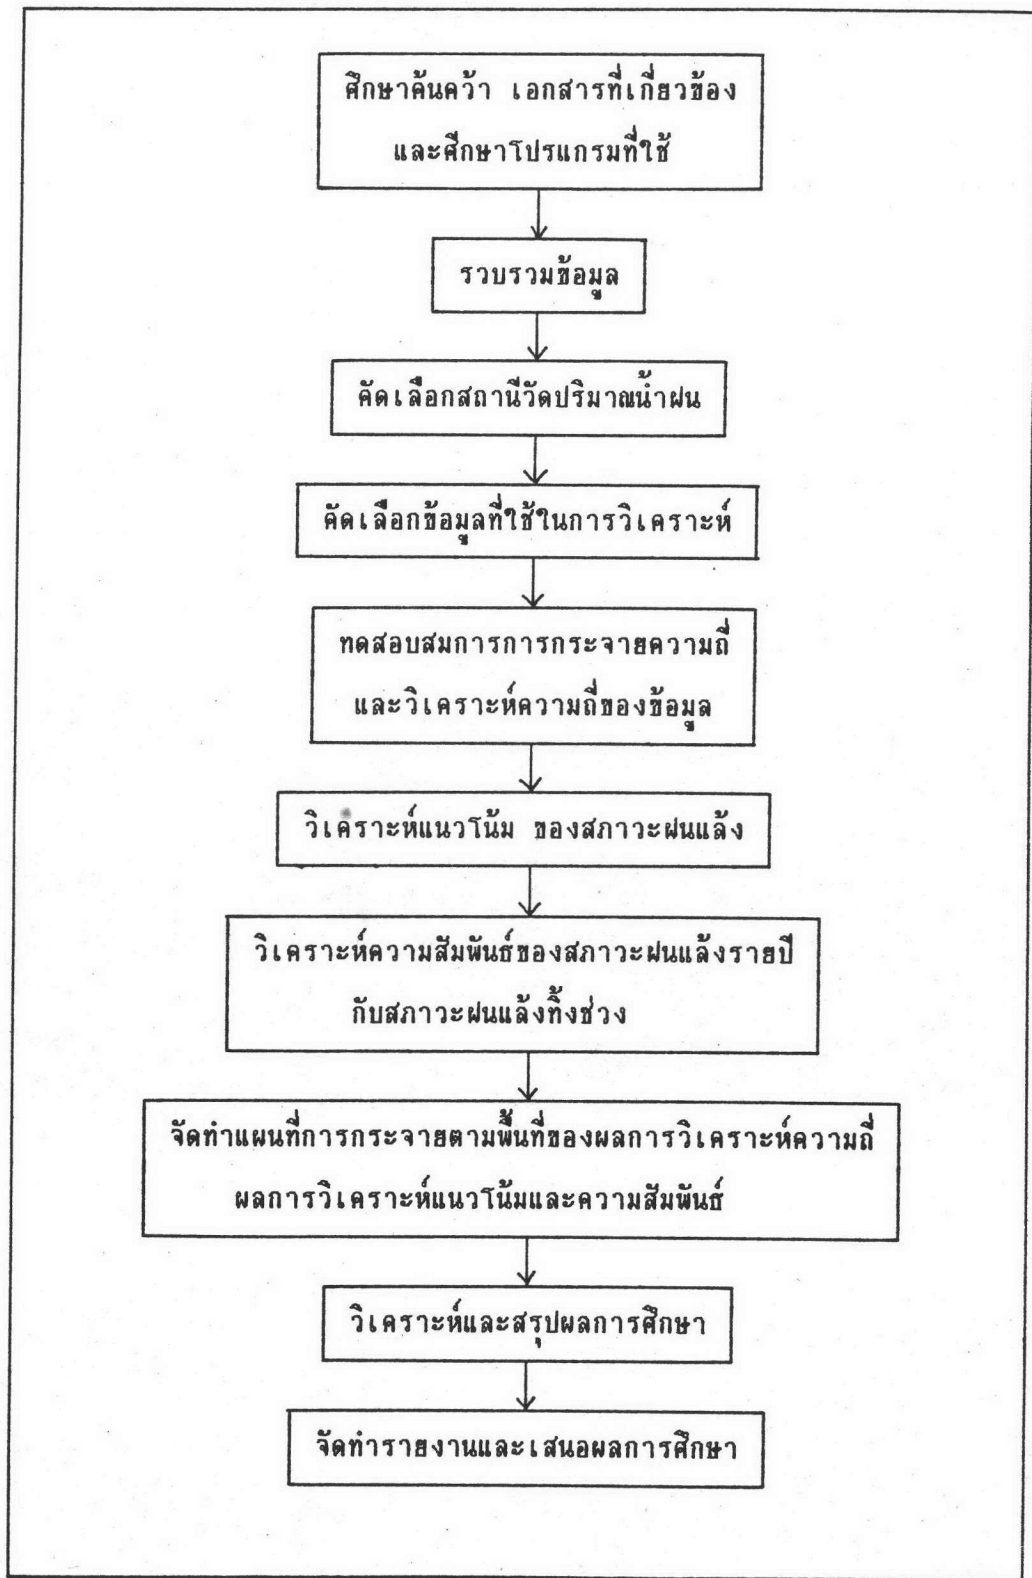 ศึกษาค้นคว้า เอกสารที่เกี่ยวข้อง
และศึกษาโปรแกรมที่ใช้
รวบรวมข้อมูล
คัดเลือกสถานีวัดปริมาณน้ำฝน
คัดเลือกข้อมูลที่ใช้ในการวิเคราะห์
ทดสอบสมการการกระจายความถี่
และวิเคราะห์ความถี่ของข้อมูล
วิเคราะห์แนวโน้ม ของสภาวะฝนแล้ง
วิเคราะห์ความสัมพันธ์ของสภาวะฝนแล้งรายปี
กับสภาวะฝนแล้งทิ้งช่วง
จัดทำแผนที่การกระจายตามพื้นที่ของผลการวิเคราะห์ความถี่
ผลการวิเคราะห์แนวโน้มและความสัมพันธ์
วิเคราะห์และสรุปผลการศึกษา
จัดทำรายงานและเสนอผลการศึกษา